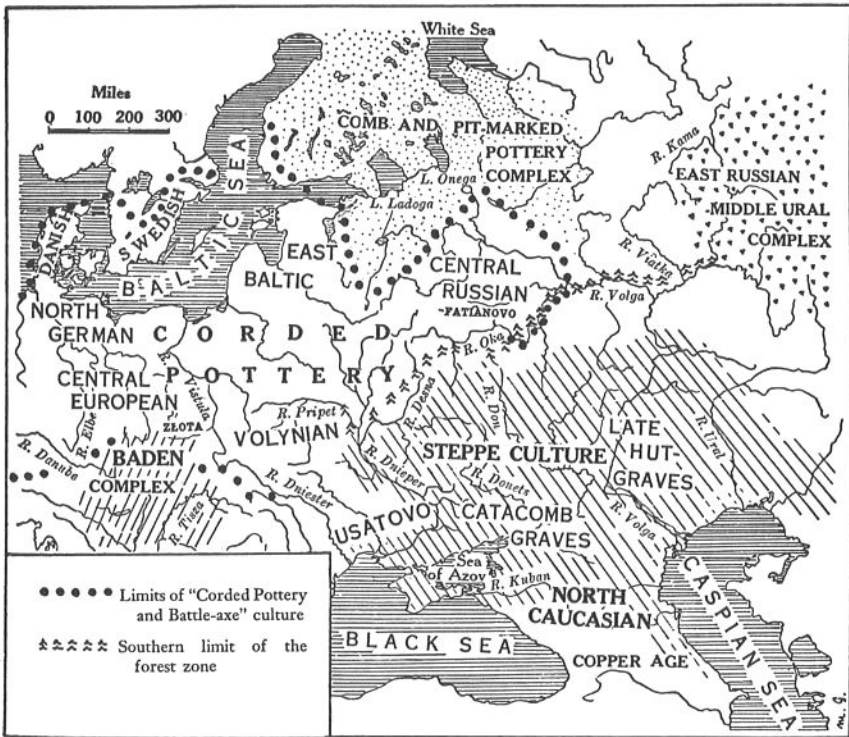 White Sea
Miles
0 100 200 300
COMB AND PIT-MARKED
POTTERY
COMPLEX
R. Kama
EAST RUSSIAN
MIDDLE URAL
COMPLEX
L. Onega
L. Ladoga
R. Viatka
R. Volga
DANISH
SWEDISH
BALTIC SEA
EAST
BALTIC
CENTRAL
RUSSIAN
FATIANOVO
NORTH
GERMAN
CORDED
POTTERY
R. Oka
CENTRAL
EUROPEAN
Vistula
ZŁOTA
R. Elbe
R. Pripet
VOLYNIAN
R. Desna
R. Don
R. Danube
BADEN
COMPLEX
R. Tisza
R. Dniester
R. Dnieper
STEPPE CULTURE
R. Donets
LATE
HUT-
GRAVES
R. Ural
R. Volga
USATOVO
CATACOMB
GRAVES
Sea
of Azov
R. Kuban
NORTH
CAUCASIAN
COPPER AGE
BLACK SEA
CASPIAN SEA
Limits of "Corded Pottery
and Battle-axe" culture
Southern limit of the
forest zone
m. G.